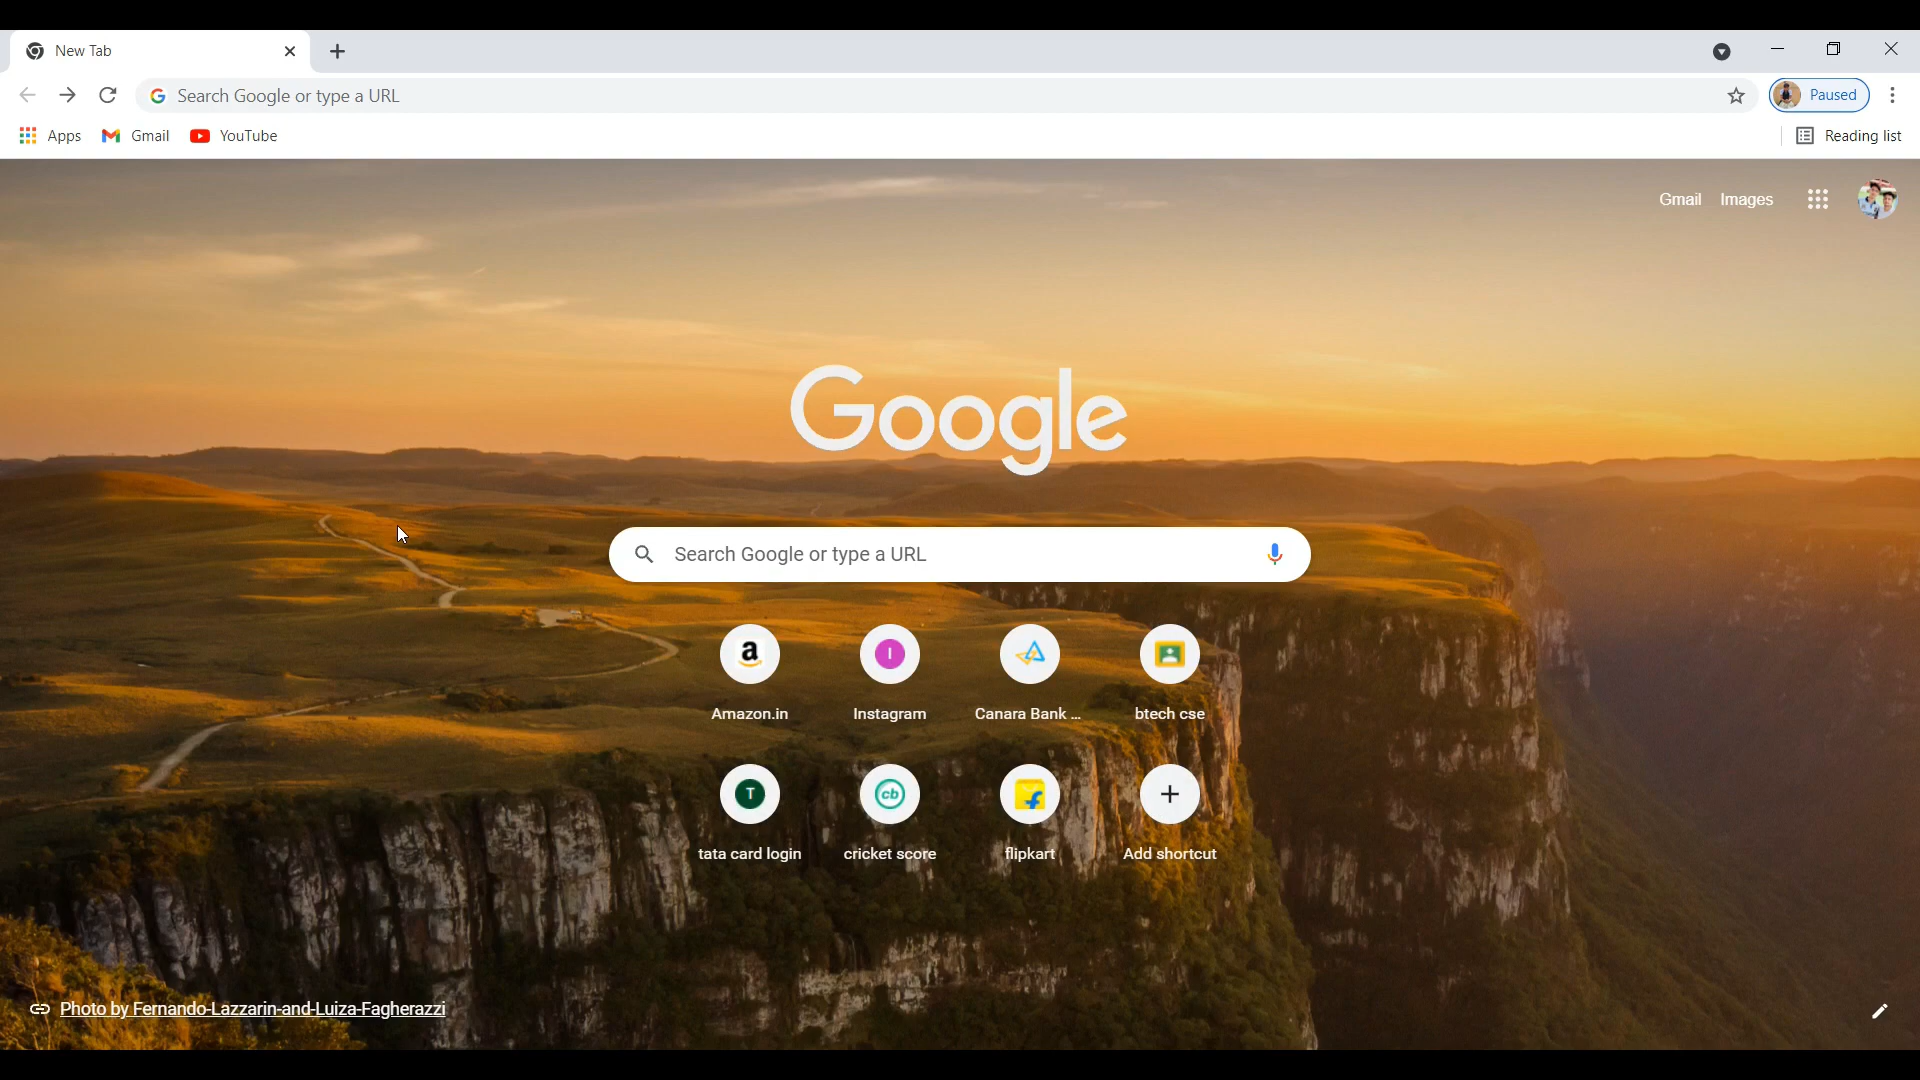 New Tab
Search Google or type a URL
Paused
Apps
Gmail
YouTube
Reading list
Gmail
Images
Google
Search Google or type a URL
a
I
Amazon.in
Instagram
Canara Bank ...
btech cse
T
cb
f
tata card login
cricket score
flipkart
Add shortcut
Photo by Fernando-Lazzarin-and-Luiza-Fagherazzi